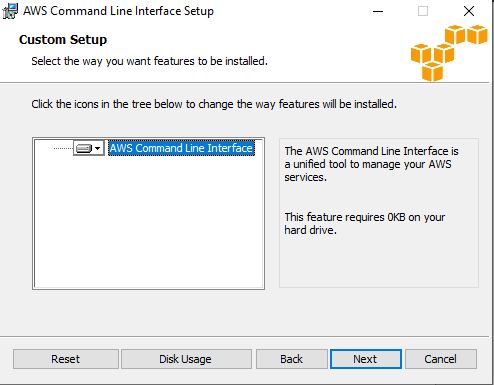 AWS Command Line Interface Setup
Custom Setup
Select the way you want features to be installed.
Click the icons in the tree below to change the way features will be installed.
AWS Command Line Interface
The AWS Command Line Interface is
a unified tool to manage your AWS
services.
This feature requires 0KB on your
hard drive.
Reset
Disk Usage
Back
Next
Cancel